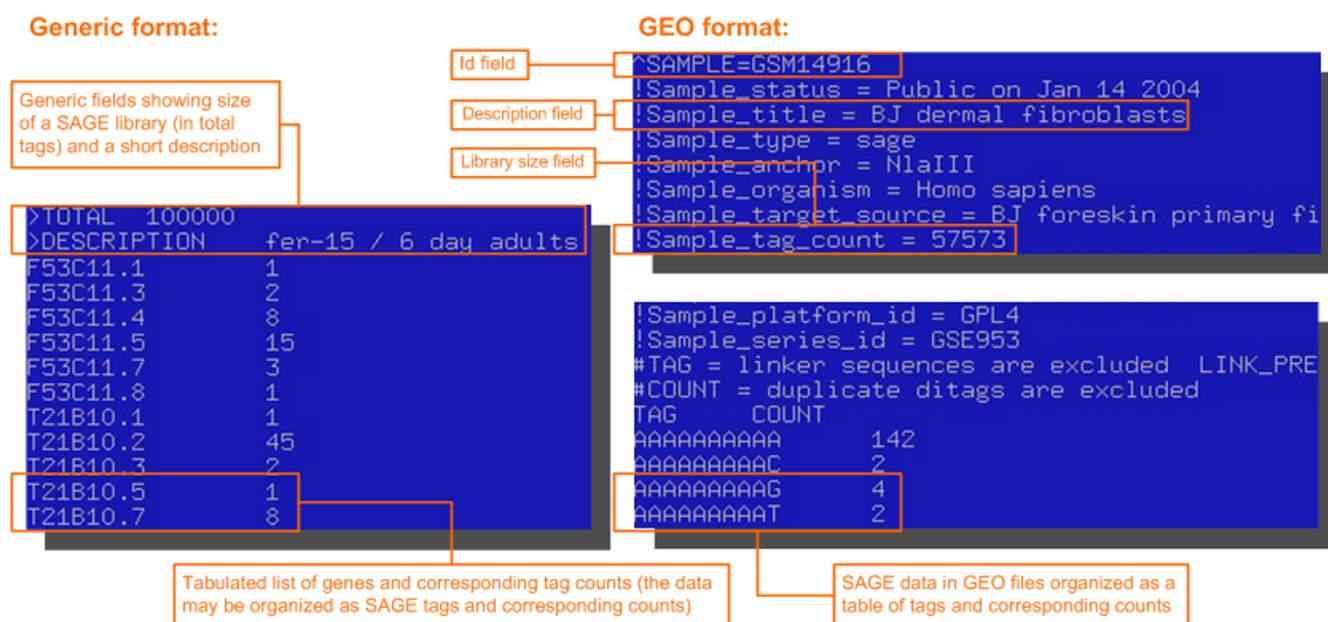 Generic format:
Generic fields showing size
of a SAGE library (in total
tags) and a short description
>TOTAL 100000
>DESCRIPTION fer-15 / 6 day adults
F53C11.1 1
F53C11.3 2
F53C11.4 8
F53C11.5 15
F53C11.7 3
F53C11.8 1
T21B10.1 1
T21B10.2 45
T21B10.3 2
T21B10.5 1
T21B10.7 8
Tabulated list of genes and corresponding tag counts (the data
may be organized as SAGE tags and corresponding counts)
GEO format:
Id field
Description field
Library size field
^SAMPLE=GSM14916
!Sample_status = Public on Jan 14 2004
!Sample_title = BJ dermal fibroblasts
!Sample_type = sage
!Sample_anchor = NlaIII
!Sample_organism = Homo sapiens
!Sample_target_source = BJ foreskin primary fi
!Sample_tag_count = 57573
!Sample_platform_id = GPL4
!Sample_series_id = GSE953
#TAG = linker sequences are excluded LINK_PRE
#COUNT = duplicate ditags are excluded
TAG COUNT
AAAAAAAAAA 142
AAAAAAAAAC 2
AAAAAAAAAG 4
AAAAAAAAAT 2
SAGE data in GEO files organized as a
table of tags and corresponding counts